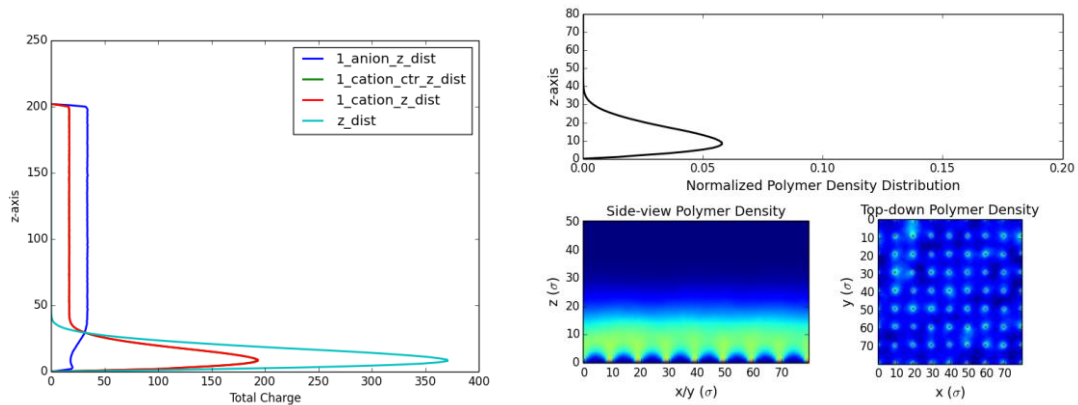 250
200
150
100
50
0
z-axis
0 50 100 150 200 250 300 350 400
Total Charge
1_anion_z_dist
1_cation_ctr_z_dist
1_cation_z_dist
z_dist
80
70
60
50
40
30
20
10
0
z-axis
0.00 0.05 0.10 0.15 0.20
Normalized Polymer Density Distribution
Side-view Polymer Density
50
40
30
20
10
0
z (σ)
0 10 20 30 40 50 60 70
x/y (σ)
Top-down Polymer Density
0
10
20
30
40
50
60
70
y (σ)
0 10 20 30 40 50 60 70
x (σ)